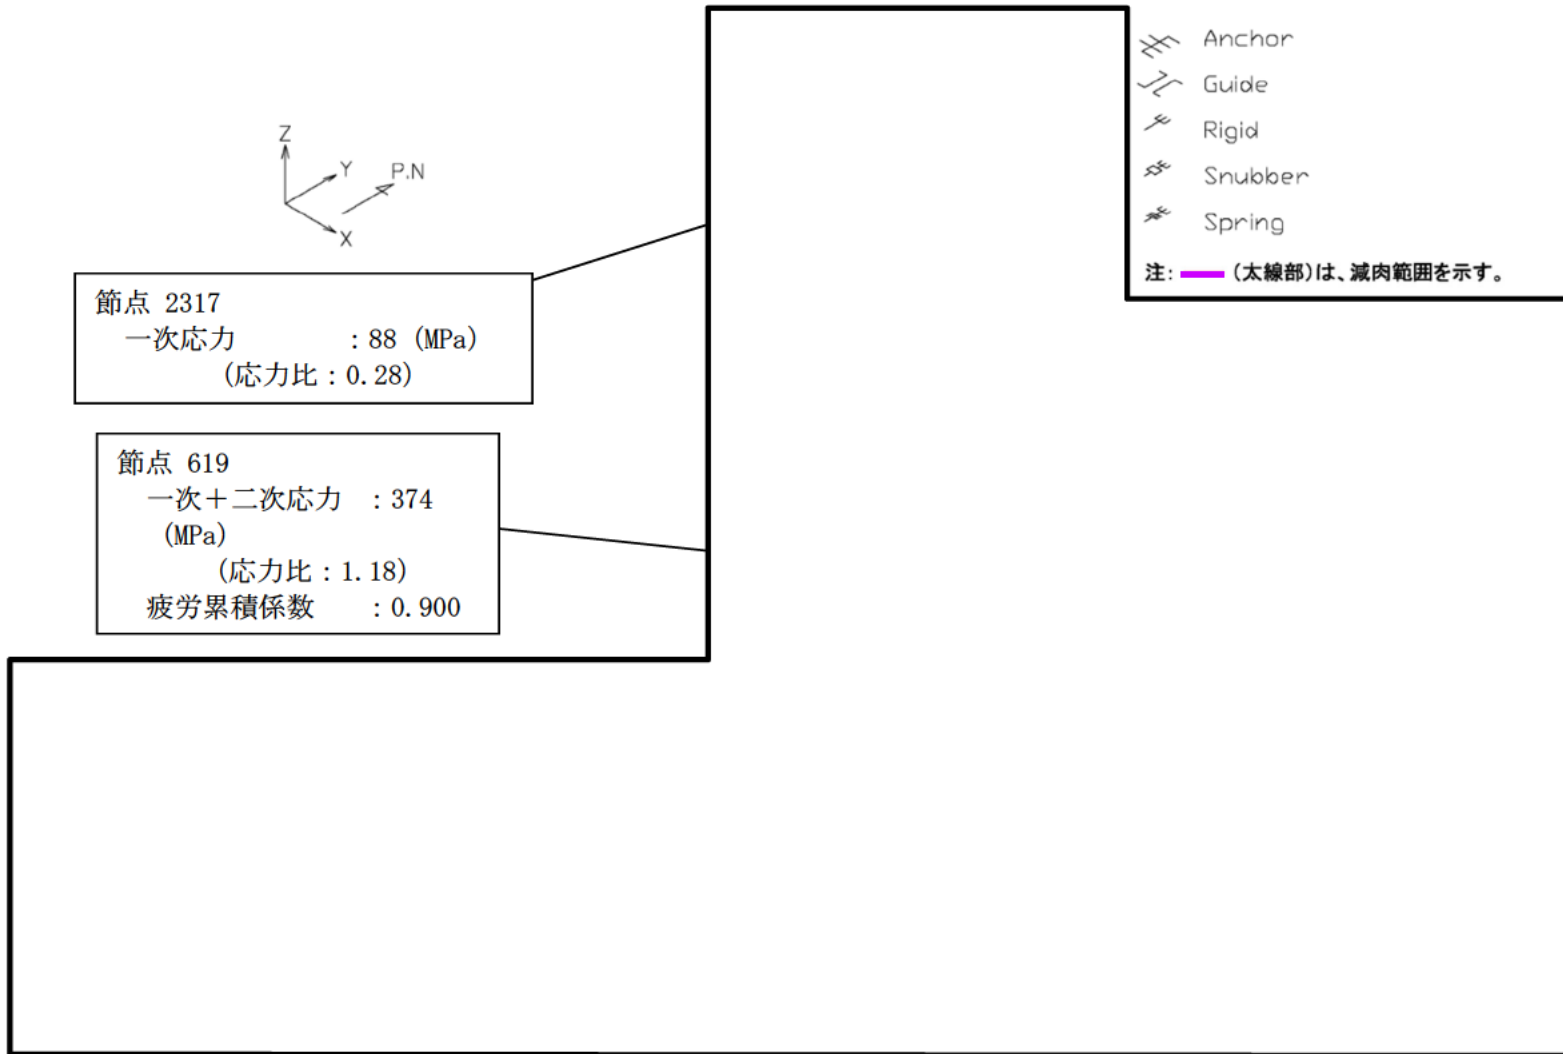 Z
Y
P.N
X
節点 2317
一次応力 : 88 (MPa)
(応力比 : 0.28)
節点 619
一次＋二次応力 : 374
(MPa)
(応力比 : 1.18)
疲労累積係数 : 0.900
Anchor
Guide
Rigid
Snubber
Spring
注: (太線部)は、減肉範囲を示す。